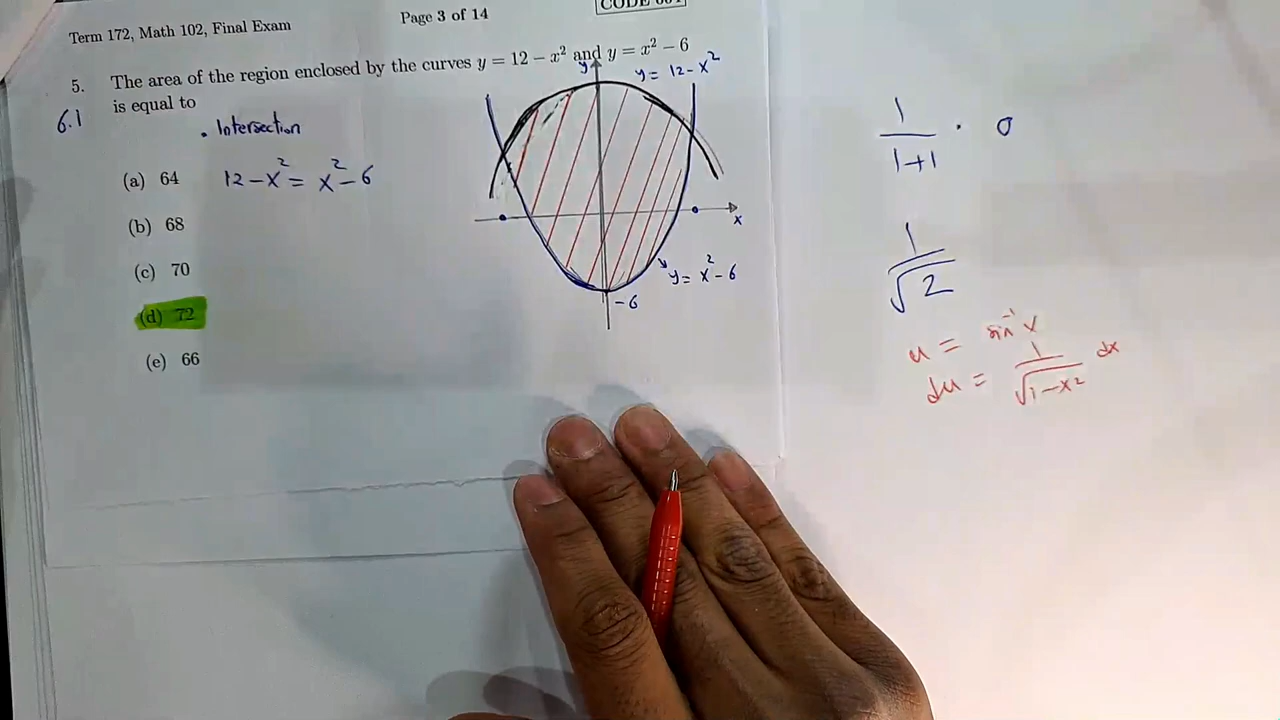 Term 172, Math 102, Final Exam
Page 3 of 14
5. The area of the region enclosed by the curves y = 12 − x² and y = x² − 6
is equal to
6.1
. Intersection
12 − x² = x² − 6
(a) 64
(b) 68
(c) 70
(d) 72
(e) 66
y
y = 12 − x²
x
y = x² − 6
−6
1/(1+1) · 0
1/√2
u = sin⁻¹ x
du = 1/√(1−x²) dx